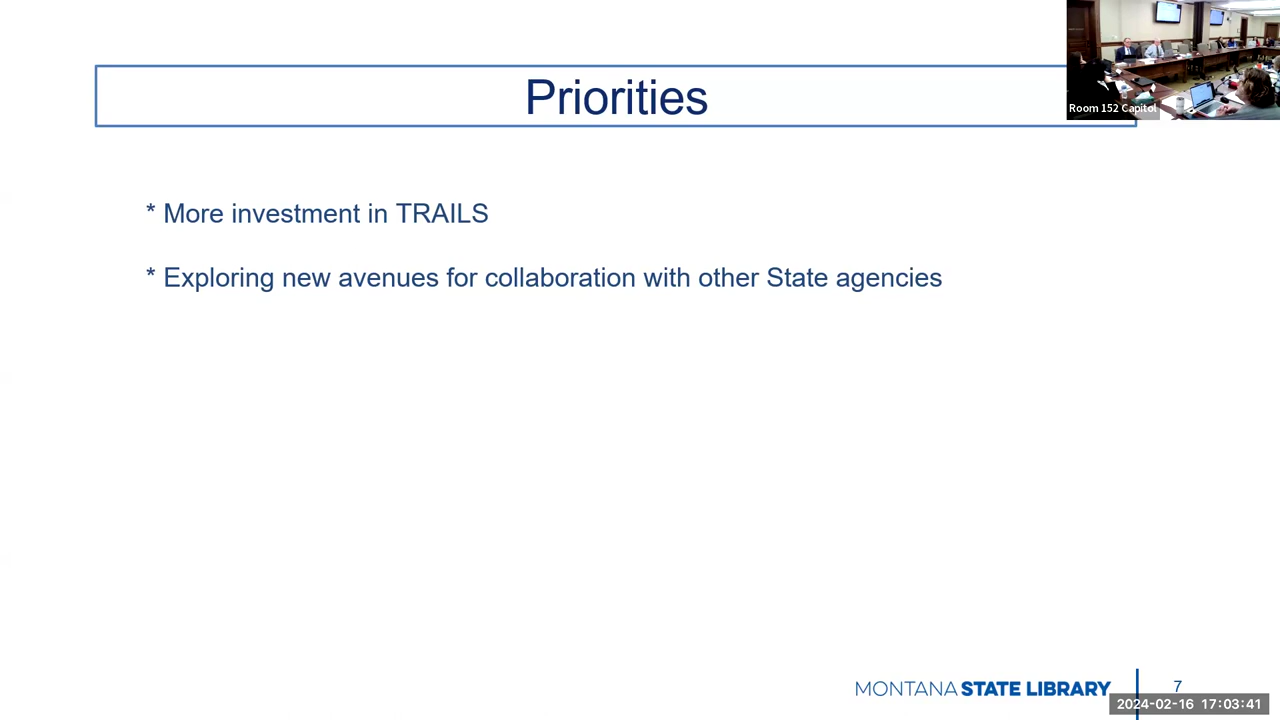 Priorities
Room 152 Capitol
* More investment in TRAILS
* Exploring new avenues for collaboration with other State agencies
MONTANA STATE LIBRARY
7
2024-02-16 17:03:41